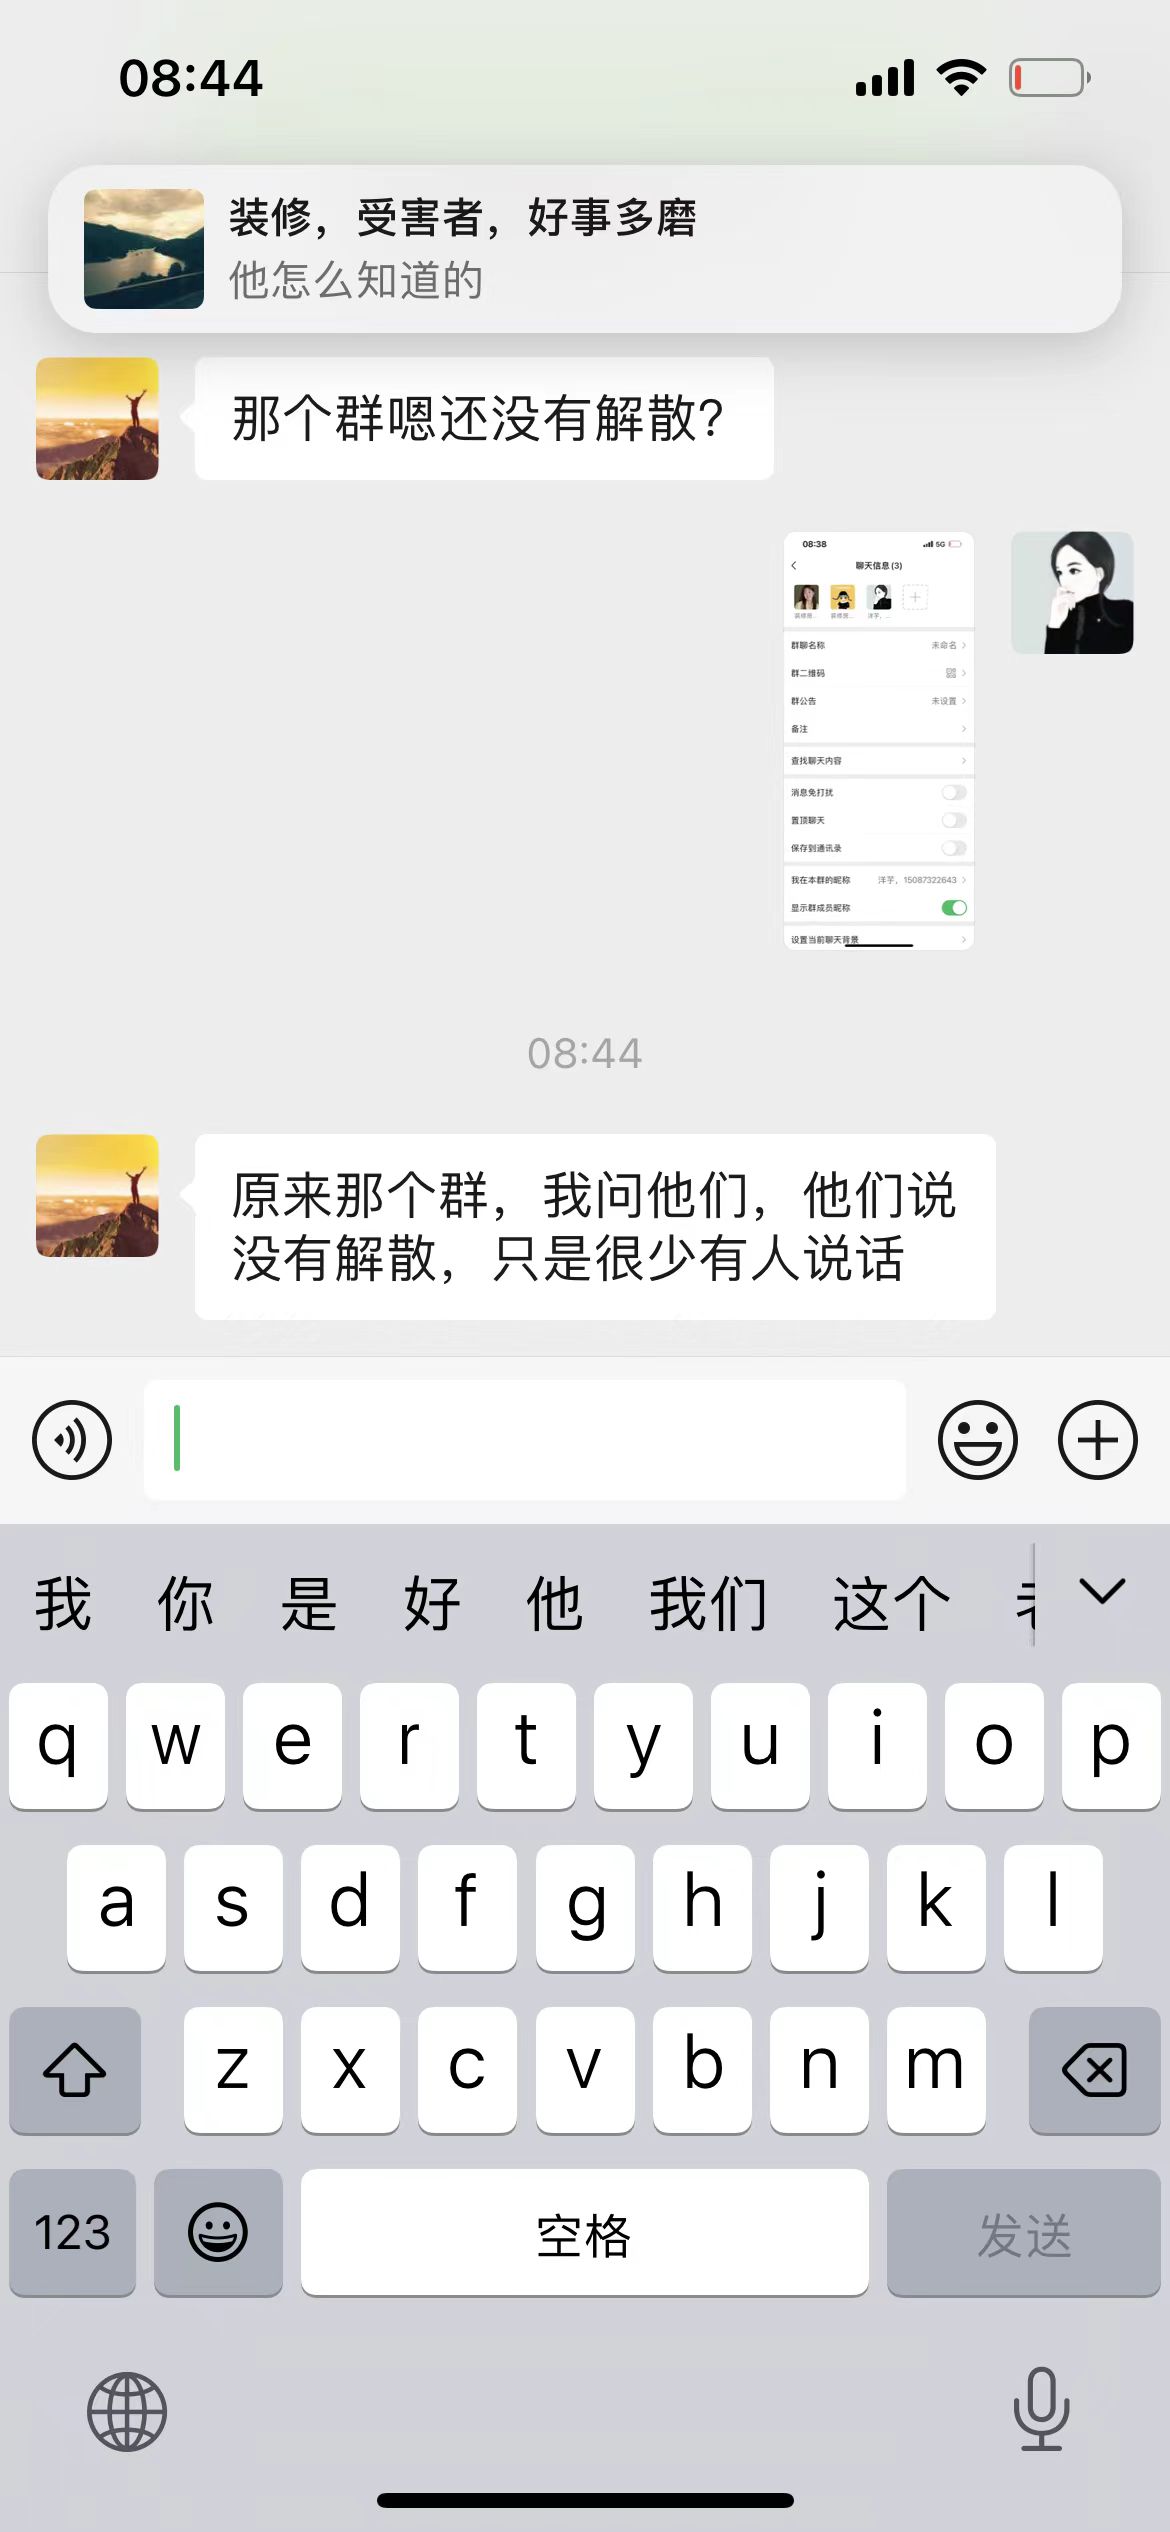 08:44
装修，受害者，好事多磨
他怎么知道的
那个群嗯还没有解散?
08:38
5G
聊天信息(3)
洋芋，...
群聊名称
未命名
群二维码
群公告
未设置
备注
查找聊天内容
消息免打扰
置顶聊天
保存到通讯录
我在本群的昵称
洋芋，15087322643
显示群成员昵称
设置当前聊天背景
08:44
原来那个群，我问他们，他们说
没有解散，只是很少有人说话
我 你 是 好 他 我们 这个
q w e r t y u i o p
a s d f g h j k l
z x c v b n m
123
空格
发送